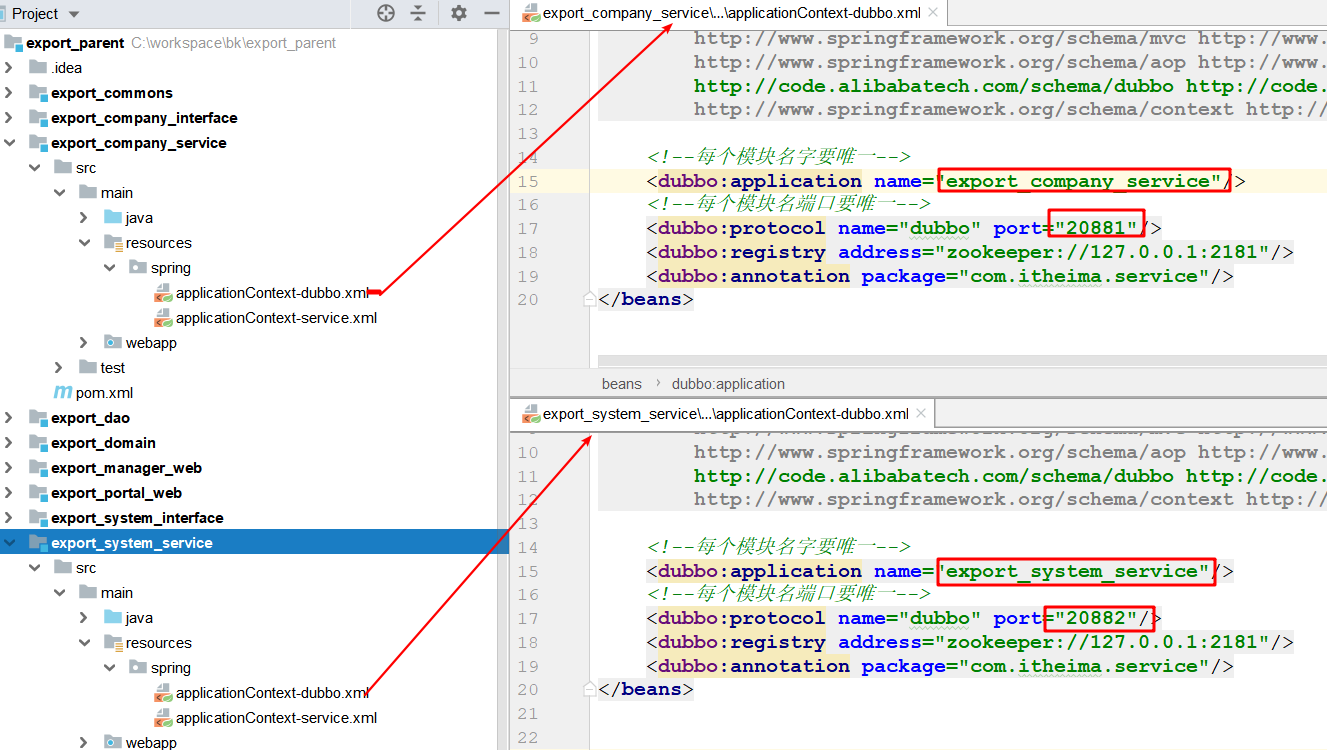 Project
export_parent C:\workspace\bk\export_parent
.idea
export_commons
export_company_interface
export_company_service
src
main
java
resources
spring
applicationContext-dubbo.xml
applicationContext-service.xml
webapp
test
pom.xml
export_dao
export_domain
export_manager_web
export_portal_web
export_system_interface
export_system_service
src
main
java
resources
spring
applicationContext-dubbo.xml
applicationContext-service.xml
webapp
export_company_service\...\applicationContext-dubbo.xml
9 http://www.springframework.org/schema/mvc http://www.
10 http://www.springframework.org/schema/aop http://www.
11 http://code.alibabatech.com/schema/dubbo http://code.
12 http://www.springframework.org/schema/context http://
13
14 <!--每个模块名字要唯一-->
15 <dubbo:application name="export_company_service"/>
16 <!--每个模块名端口要唯一-->
17 <dubbo:protocol name="dubbo" port="20881"/>
18 <dubbo:registry address="zookeeper://127.0.0.1:2181"/>
19 <dubbo:annotation package="com.itheima.service"/>
20 </beans>
beans › dubbo:application
export_system_service\...\applicationContext-dubbo.xml
10 http://www.springframework.org/schema/aop http://www.
11 http://code.alibabatech.com/schema/dubbo http://code.
12 http://www.springframework.org/schema/context http://
13
14 <!--每个模块名字要唯一-->
15 <dubbo:application name="export_system_service"/>
16 <!--每个模块名端口要唯一-->
17 <dubbo:protocol name="dubbo" port="20882"/>
18 <dubbo:registry address="zookeeper://127.0.0.1:2181"/>
19 <dubbo:annotation package="com.itheima.service"/>
20 </beans>
21
22